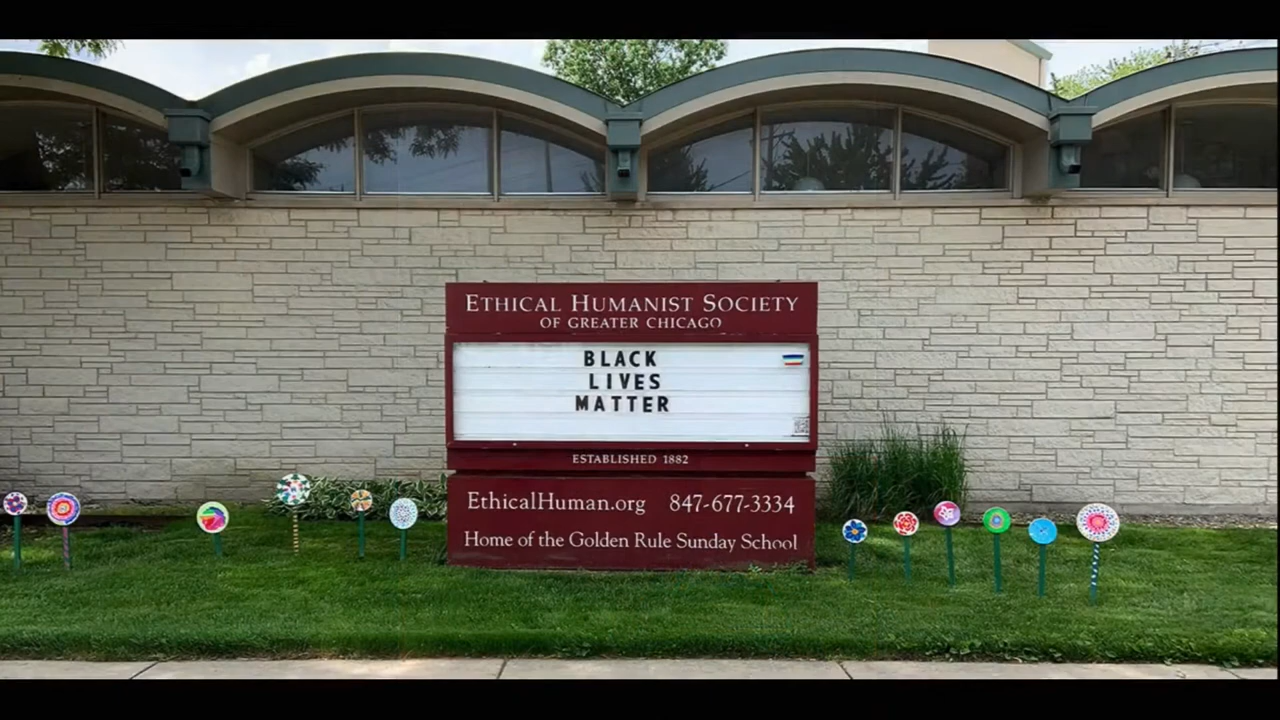 ETHICAL HUMANIST SOCIETY
OF GREATER CHICAGO
BLACK
LIVES
MATTER
ESTABLISHED 1882
EthicalHuman.org 847-677-3334
Home of the Golden Rule Sunday School